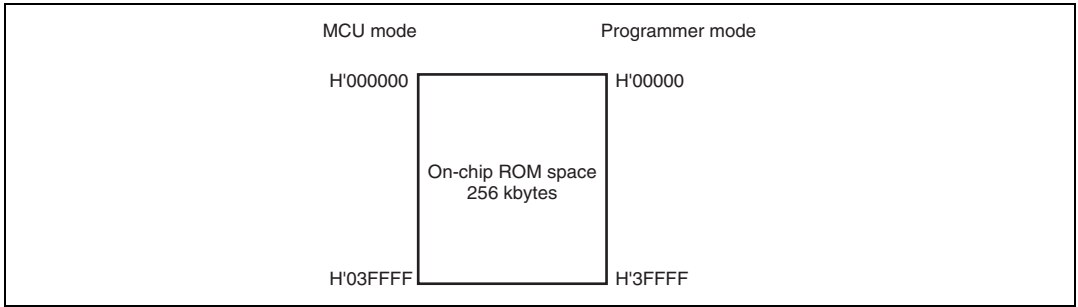 MCU mode Programmer mode
H'000000 H'00000
On-chip ROM space
256 kbytes
H'03FFFF H'3FFFF